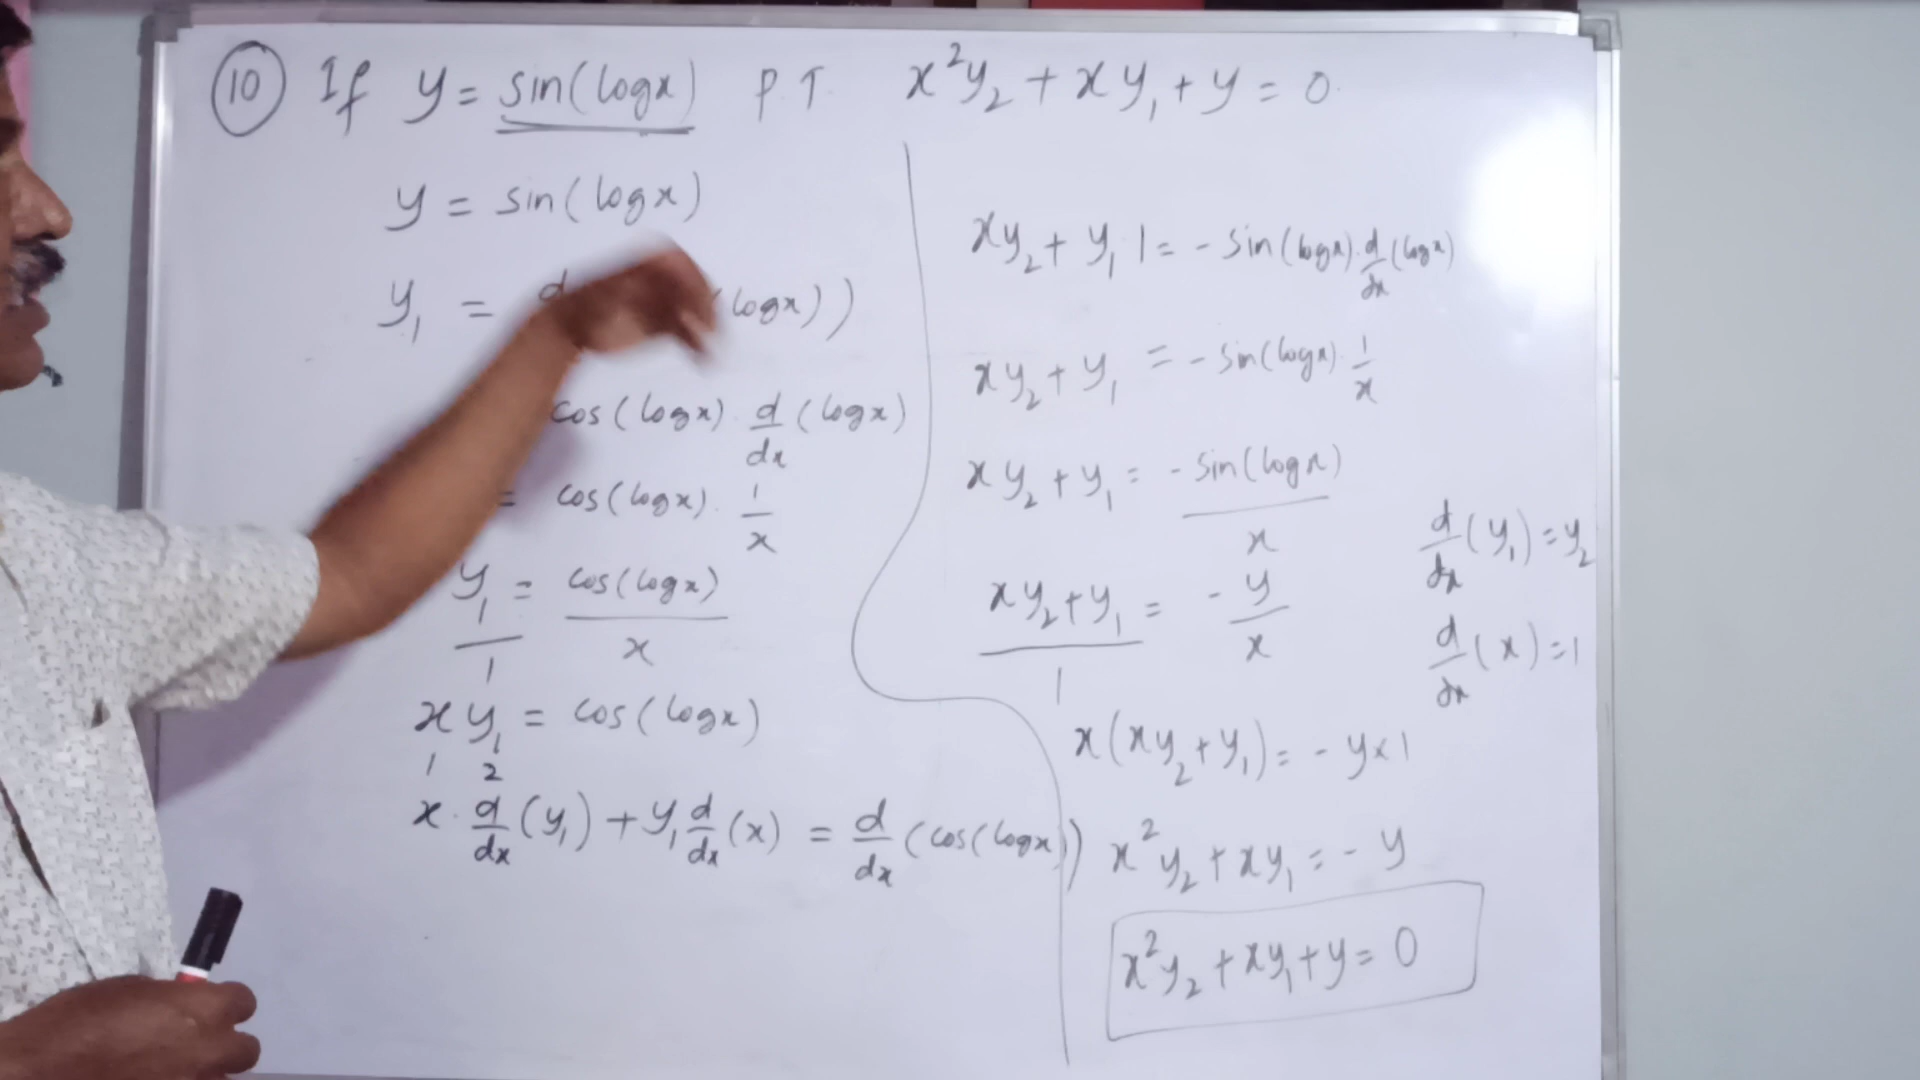 10 If y = sin(logx) P T x²y₂ + xy₁ + y = 0.
y = sin(logx)
y₁ = d logx))
cos(logx) d/dx (logx)
= cos(logx). 1/x
y₁/1 = cos(logx)/x
xy₁ = cos(logx)
1 2
x. d/dx (y₁) + y₁ d/dx (x) = d/dx (cos(logx))
xy₂ + y₁ 1 = - sin(logx). d/dx (logx)
xy₂ + y₁ = - sin(logx). 1/x
xy₂ + y₁ = - sin(logx)/x
xy₂+y₁/1 = - y/x
x(xy₂+y₁) = - y×1
x²y₂ + xy₁ = - y
x²y₂ + xy₁ + y = 0
d/dx (y₁) = y₂
d/dx (x) = 1